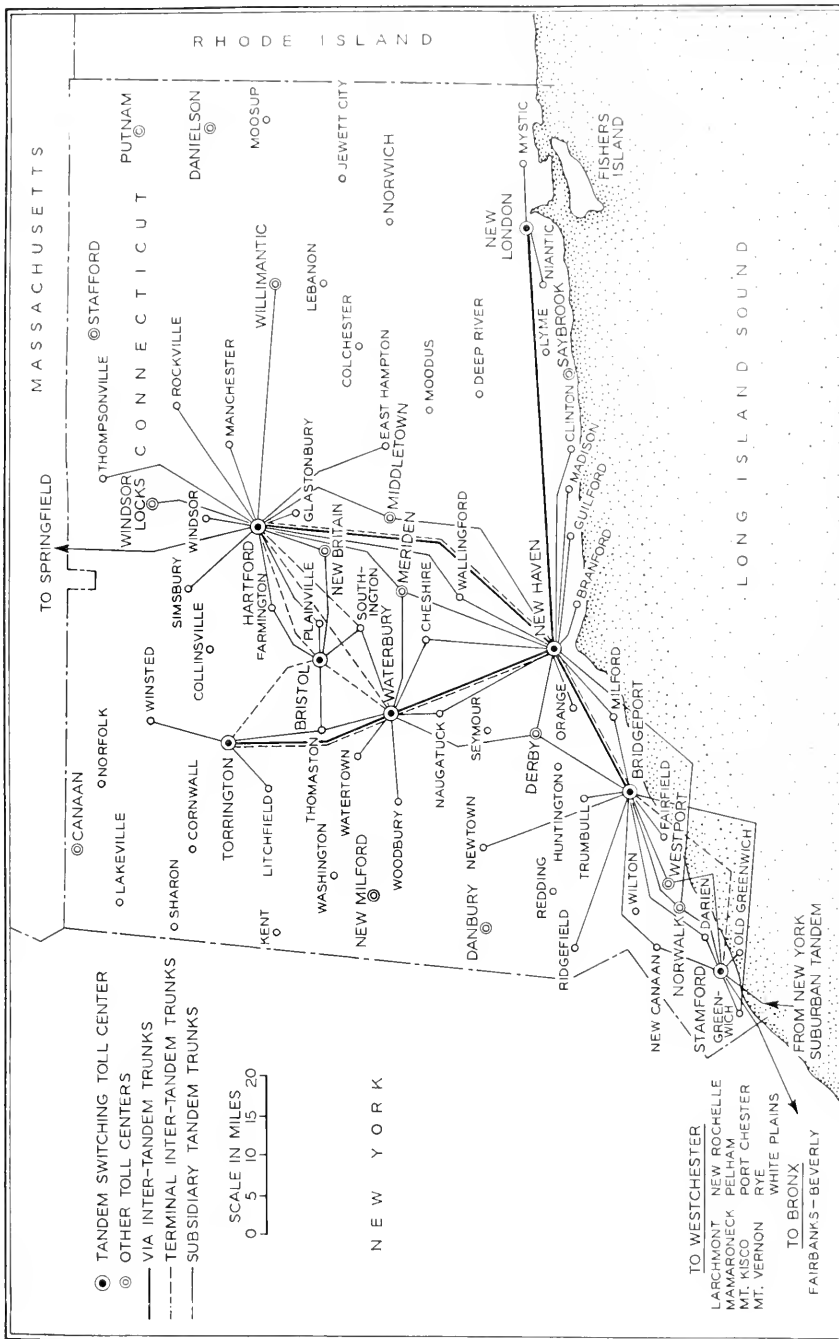 MASSACHUSETTS
RHODE ISLAND
CONNECTICUT
NEW YORK
LONG ISLAND SOUND
FISHERS ISLAND
TANDEM SWITCHING TOLL CENTER
OTHER TOLL CENTERS
VIA INTER-TANDEM TRUNKS
TERMINAL INTER-TANDEM TRUNKS
SUBSIDIARY TANDEM TRUNKS
SCALE IN MILES
0 5 10 15 20
TO SPRINGFIELD
CANAAN
NORFOLK
WINSTED
LAKEVILLE
SHARON
CORNWALL
TORRINGTON
LITCHFIELD
KENT
WASHINGTON
WATERTOWN
THOMASTON
NEW MILFORD
WOODBURY
COLLINSVILLE
SIMSBURY
WINDSOR
WINDSOR LOCKS
THOMPSONVILLE
STAFFORD
ROCKVILLE
MANCHESTER
WILLIMANTIC
HARTFORD
FARMINGTON
GLASTONBURY
PLAINVILLE
BRISTOL
NEW BRITAIN
SOUTH-
INGTON
MERIDEN
MIDDLETOWN
EAST HAMPTON
COLCHESTER
LEBANON
PUTNAM
DANIELSON
MOOSUP
JEWETT CITY
NORWICH
MOODUS
DEEP RIVER
WATERBURY
CHESHIRE
WALLINGFORD
NAUGATUCK
SEYMOUR
DERBY
ORANGE
NEW HAVEN
MILFORD
BRANFORD
GUILFORD
MADISON
CLINTON
SAYBROOK
LYME
NIANTIC
NEW LONDON
MYSTIC
DANBURY
NEWTOWN
HUNTINGTON
TRUMBULL
BRIDGEPORT
FAIRFIELD
REDDING
RIDGEFIELD
WILTON
WESTPORT
NORWALK
DARIEN
NEW CANAAN
STAMFORD
OLD GREENWICH
GREEN-
WICH
FROM NEW YORK
SUBURBAN TANDEM
TO WESTCHESTER
LARCHMONT NEW ROCHELLE
MAMARONECK PELHAM
MT. KISCO PORT CHESTER
MT. VERNON RYE
WHITE PLAINS
TO BRONX
FAIRBANKS-BEVERLY